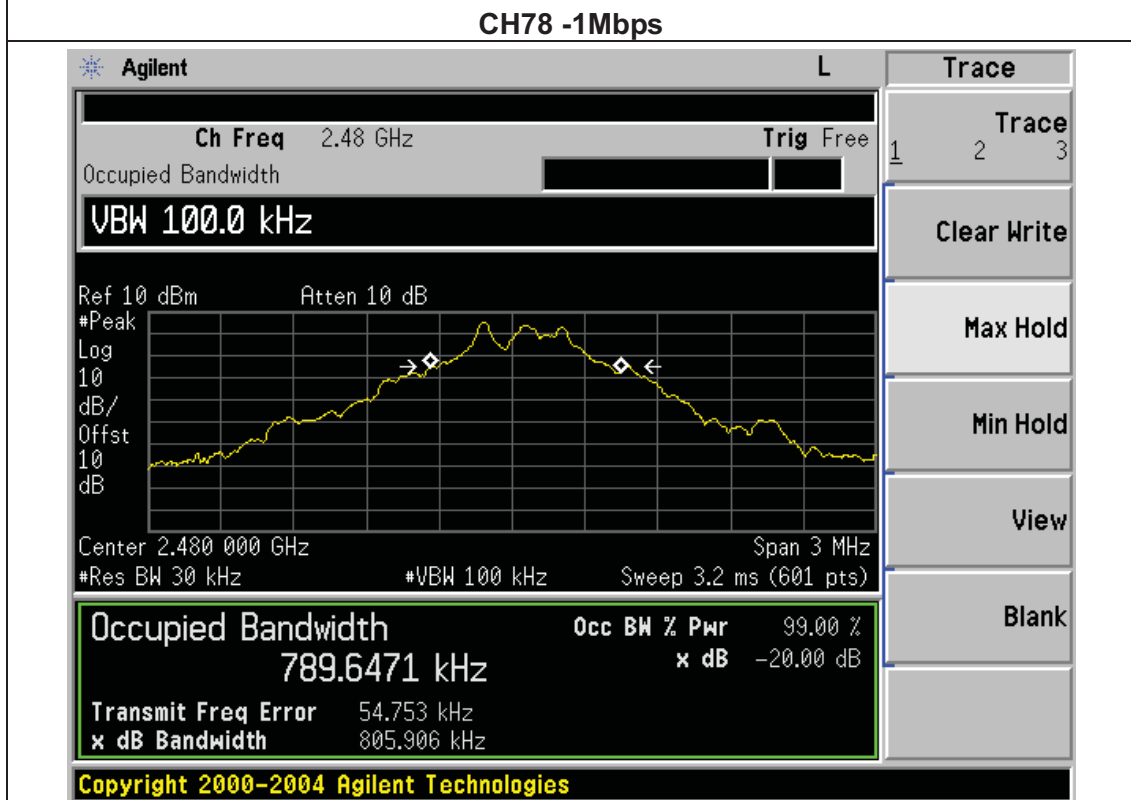 CH78 -1Mbps
Agilent L Trace
Ch Freq 2.48 GHz Trig Free
Occupied Bandwidth
Trace
1 2 3
VBW 100.0 kHz
Clear Write
Ref 10 dBm Atten 10 dB
#Peak
Log
10
dB/
Offst
10
dB
Max Hold
Min Hold
View
Center 2.480 000 GHz Span 3 MHz
#Res BW 30 kHz #VBW 100 kHz Sweep 3.2 ms (601 pts)
Blank
Occupied Bandwidth Occ BW % Pwr 99.00 %
789.6471 kHz x dB -20.00 dB
Transmit Freq Error 54.753 kHz
x dB Bandwidth 805.906 kHz
Copyright 2000-2004 Agilent Technologies